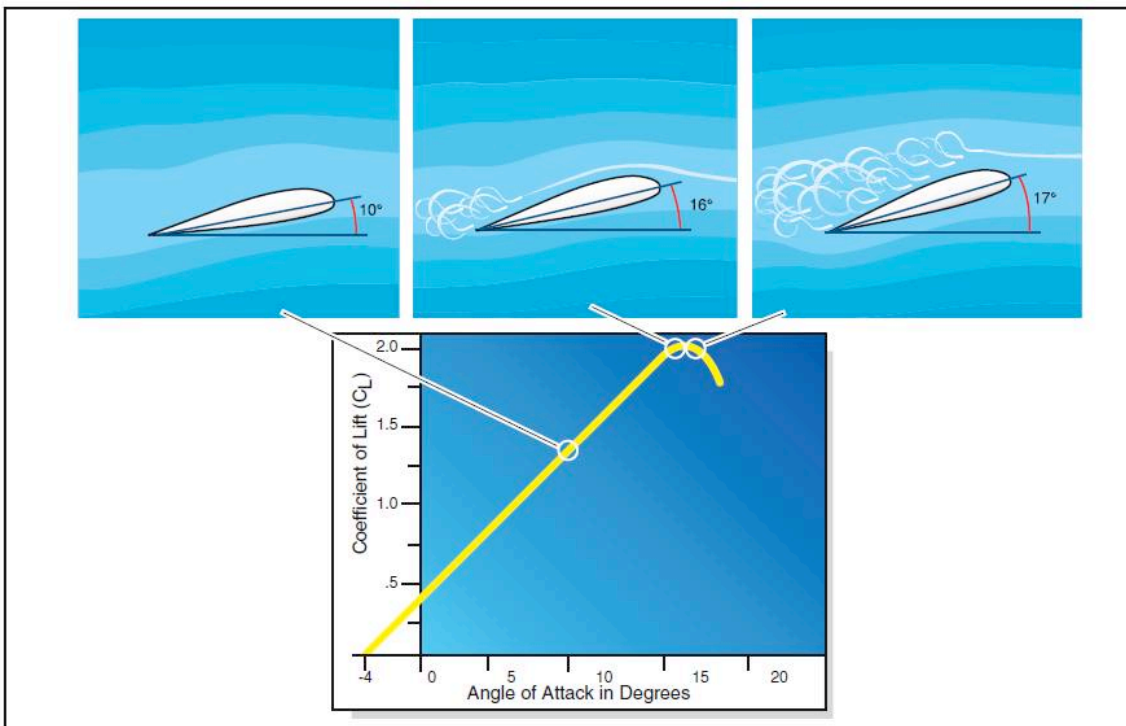 10°
16°
17°
2.0
1.5
1.0
.5
Coefficient of Lift (CL)
-4 0 5 10 15 20
Angle of Attack in Degrees